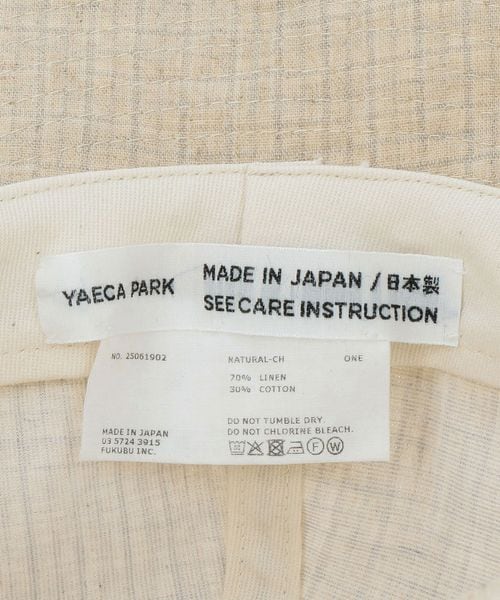 YAECA PARK
MADE IN JAPAN / 日本製
SEE CARE INSTRUCTION
NO. 25061902
NATURAL-CH
ONE
70% LINEN
30% COTTON
DO NOT TUMBLE DRY.
DO NOT CHLORINE BLEACH.
MADE IN JAPAN
03 5724 3915
FUKUBU INC.
F W